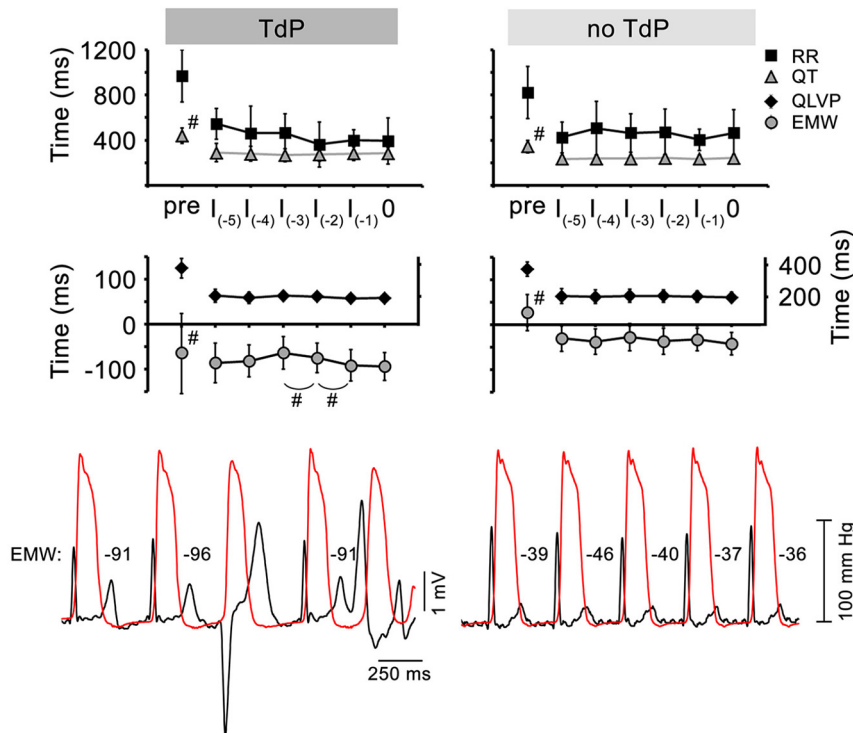 TdP
no TdP
1200
800
400
Time (ms)
#
#
RR
QT
QLVP
EMW
pre I(-5) I(-4) I(-3) I(-2) I(-1) 0
pre I(-5) I(-4) I(-3) I(-2) I(-1) 0
100
0
-100
Time (ms)
#
# #
#
400
200
Time (ms)
EMW: -91 -96 -91
-39 -46 -40 -37 -36
1 mV
250 ms
100 mm Hg